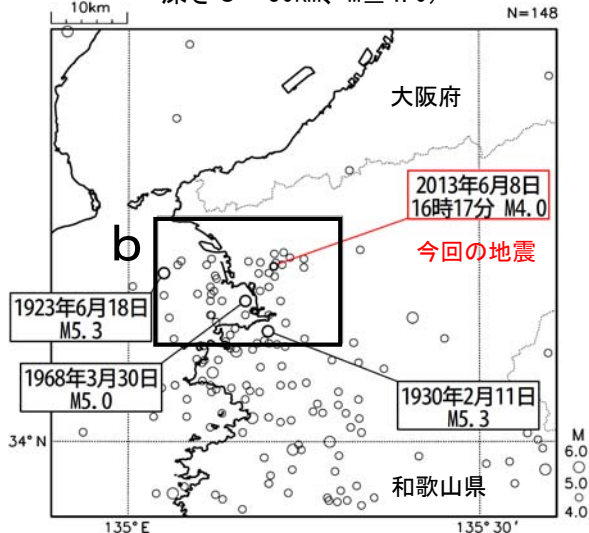 10km
N=148
大阪府
2013年6月8日
16時17分 M4.0
今回の地震
b
1923年6月18日
M5.3
1968年3月30日
M5.0
1930年2月11日
M5.3
34°N
和歌山県
M
6.0
5.0
4.0
135°E
135°30′